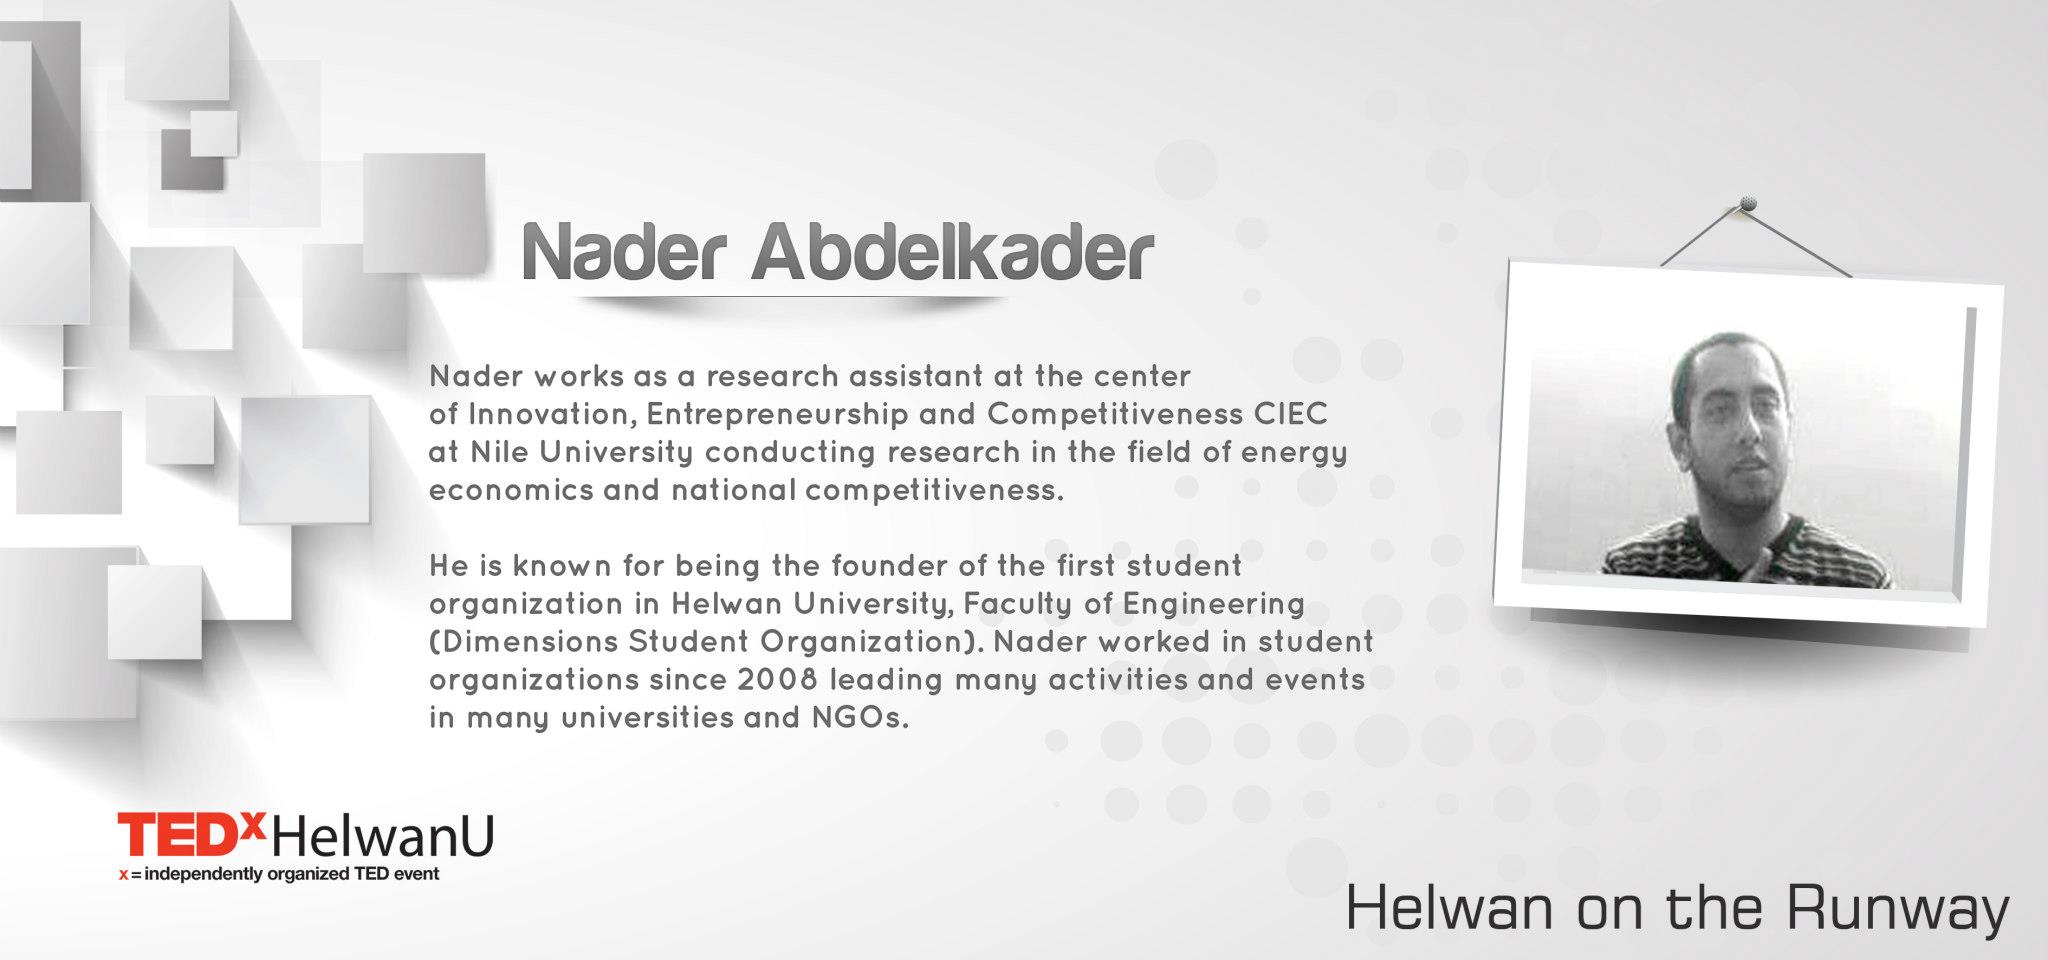 Nader Abdelkader
Nader works as a research assistant at the center
of Innovation, Entrepreneurship and Competitiveness CIEC
at Nile University conducting research in the field of energy
economics and national competitiveness.
He is known for being the founder of the first student
organization in Helwan University, Faculty of Engineering
(Dimensions Student Organization). Nader worked in student
organizations since 2008 leading many activities and events
in many universities and NGOs.
TEDxHelwanU
x = independently organized TED event
Helwan on the Runway